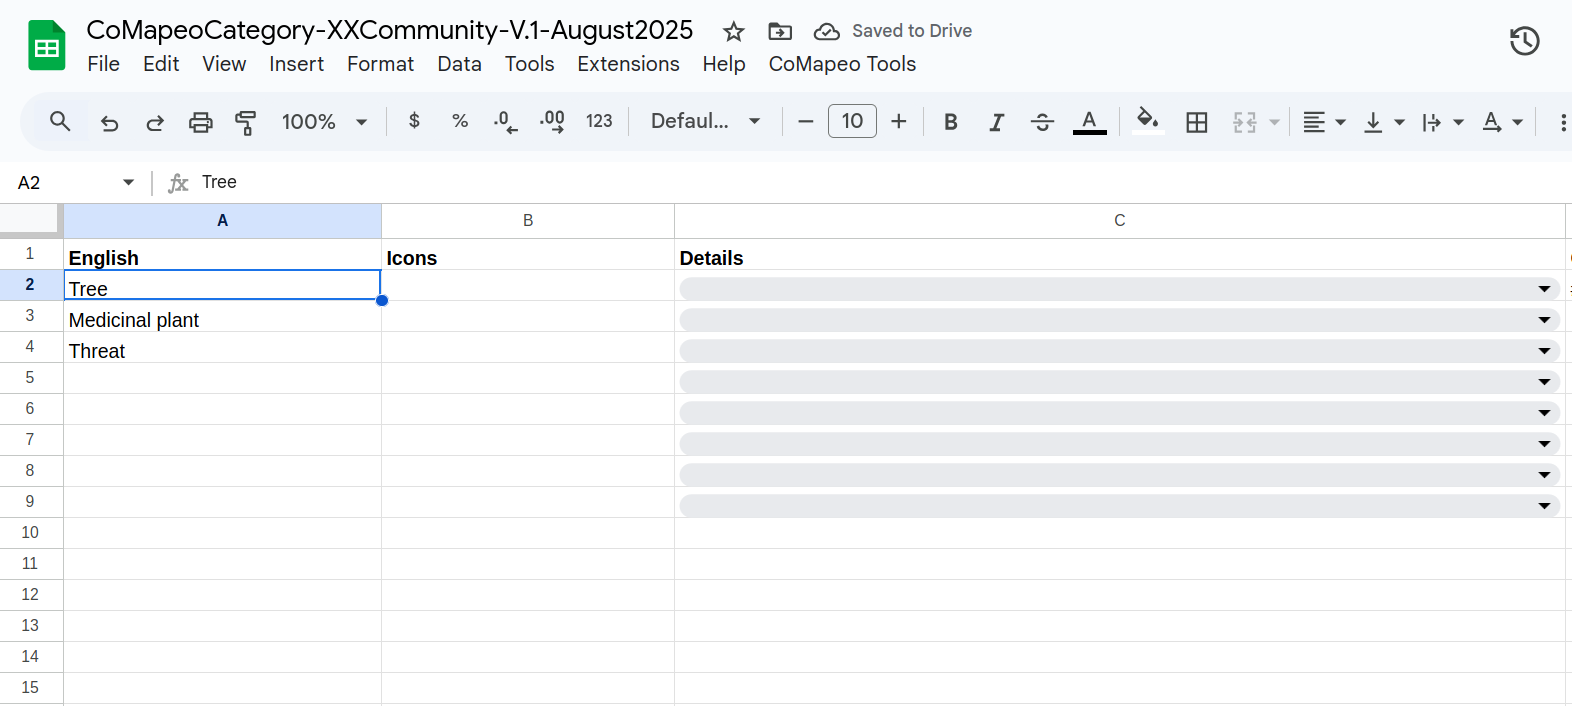 CoMapeoCategory-XXCommunity-V.1-August2025 Saved to Drive
File Edit View Insert Format Data Tools Extensions Help CoMapeo Tools
100% $ % .0 .00 123 Defaul... − 10 + B I S A A
A2 fx Tree
A B C
1 English Icons Details
2 Tree
3 Medicinal plant
4 Threat
5
6
7
8
9
10
11
12
13
14
15